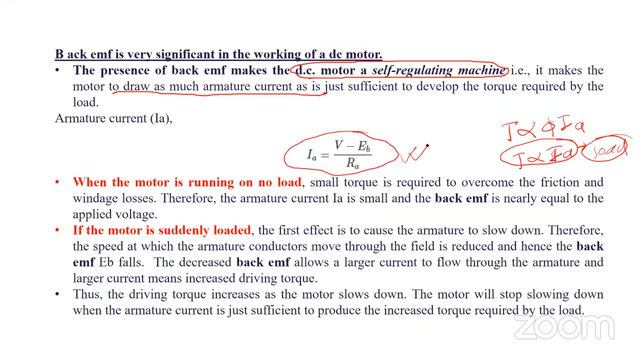 B ack emf is very significant in the working of a dc motor.
• The presence of back emf makes the d.c. motor a self-regulating machine i.e., it makes the
motor to draw as much armature current as is just sufficient to develop the torque required by the
load.
Armature current (Ia),
T ∝ ϕ Ia
T ∝ Ia → load
I_a = (V − E_b) / R_a
• When the motor is running on no load, small torque is required to overcome the friction and
windage losses. Therefore, the armature current Ia is small and the back emf is nearly equal to the
applied voltage.
• If the motor is suddenly loaded, the first effect is to cause the armature to slow down. Therefore,
the speed at which the armature conductors move through the field is reduced and hence the back
emf Eb falls. The decreased back emf allows a larger current to flow through the armature and
larger current means increased driving torque.
• Thus, the driving torque increases as the motor slows down. The motor will stop slowing down
when the armature current is just sufficient to produce the increased torque required by the load.
zoom